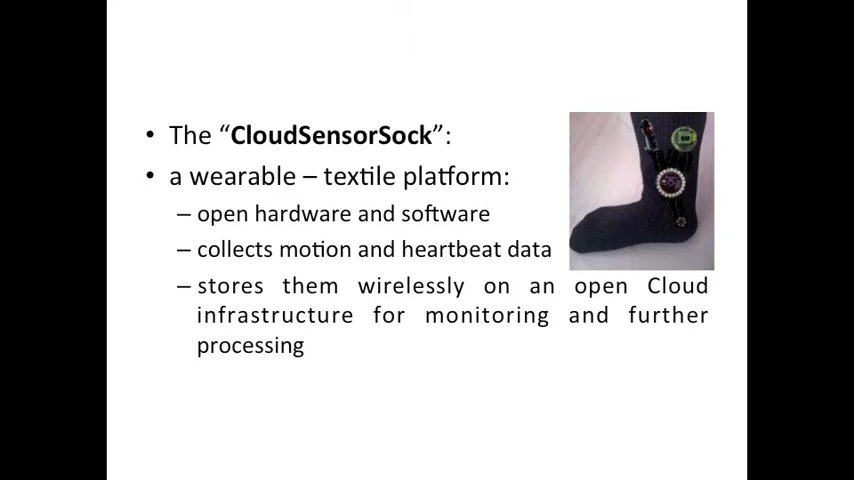 • The “CloudSensorSock”:
• a wearable – textile platform:
– open hardware and software
– collects motion and heartbeat data
– stores them wirelessly on an open Cloud
infrastructure for monitoring and further
processing